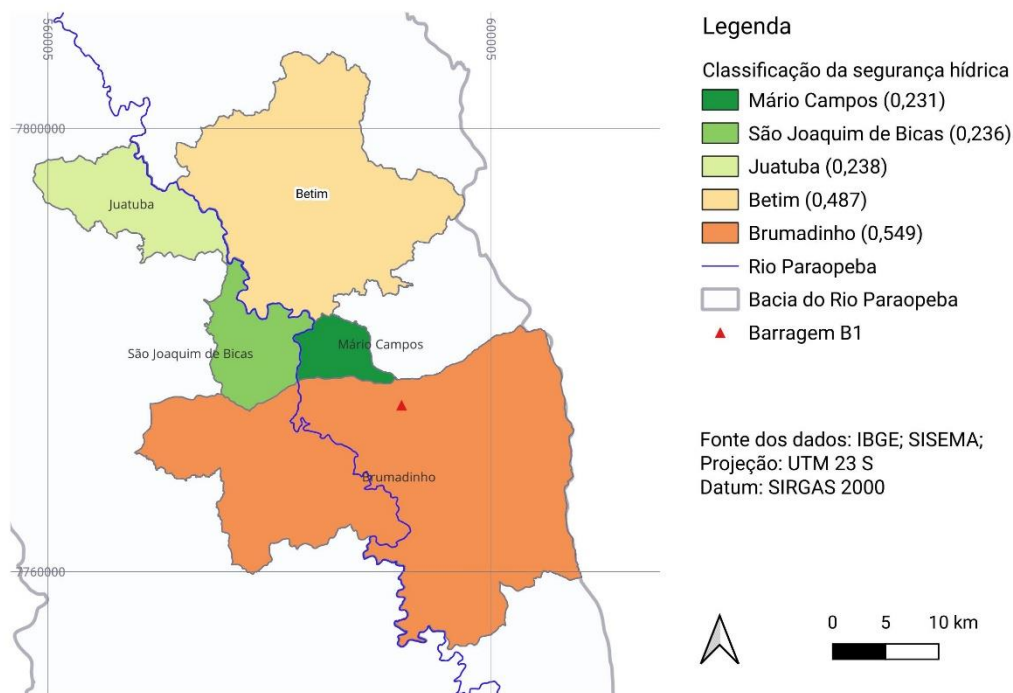 560005
600005
7800000
Betim
Juatuba
São Joaquim de Bicas
Mário Campos
Brumadinho
7760000
Legenda
Classificação da segurança hídrica
Mário Campos (0,231)
São Joaquim de Bicas (0,236)
Juatuba (0,238)
Betim (0,487)
Brumadinho (0,549)
Rio Paraopeba
Bacia do Rio Paraopeba
Barragem B1
Fonte dos dados: IBGE; SISEMA;
Projeção: UTM 23 S
Datum: SIRGAS 2000
0 5 10 km